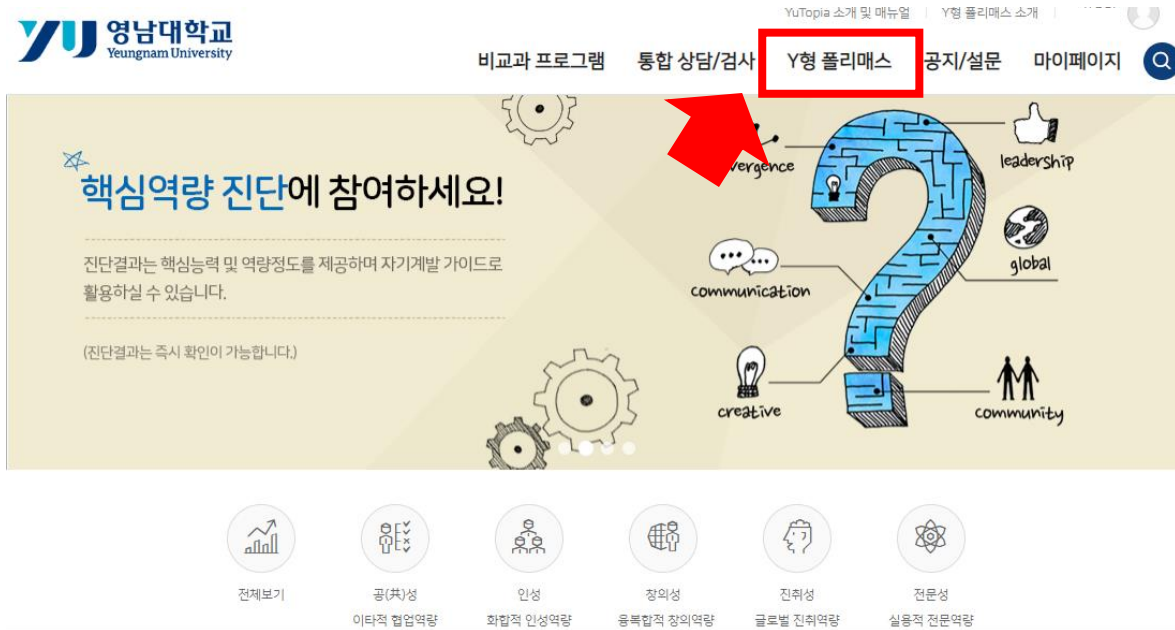 YuTopia 소개 및 매뉴얼 Y형 폴리매스 소개
YU 영남대학교
Yeungnam University
비교과 프로그램 통합 상담/검사 Y형 폴리매스 공지/설문 마이페이지
핵심역량 진단에 참여하세요!
진단결과는 핵심능력 및 역량정도를 제공하며 자기계발 가이드로
활용하실 수 있습니다.
(진단결과는 즉시 확인이 가능합니다.)
vergence
leadership
global
communication
creative
community
전체보기 공(共)성 인성 창의성 진취성 전문성
이타적 협업역량 화합적 인성역량 융복합적 창의역량 글로벌 진취역량 실용적 전문역량